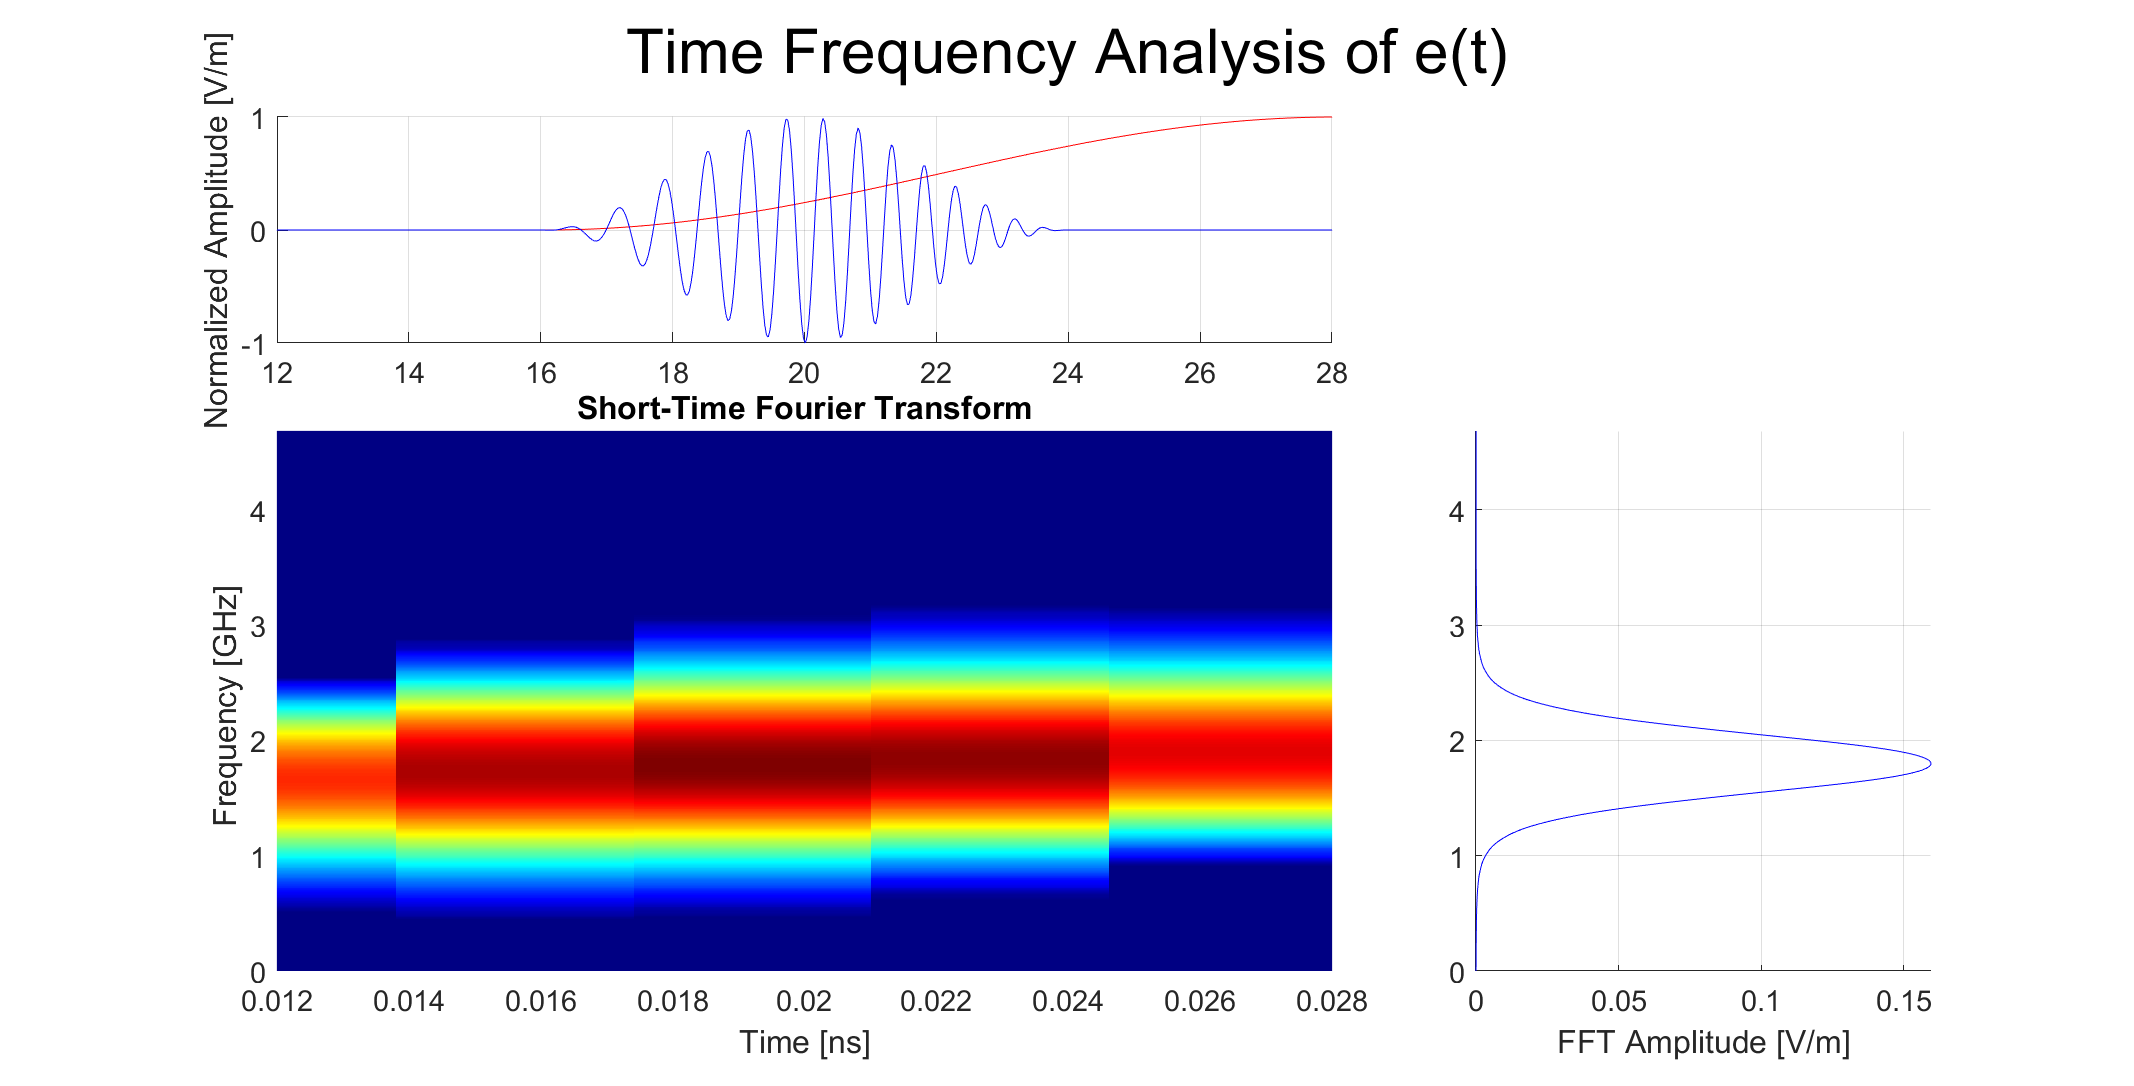 Time Frequency Analysis of e(t)
Normalized Amplitude [V/m]
1
0
-1
12 14 16 18 20 22 24 26 28
Short-Time Fourier Transform
Frequency [GHz]
4
3
2
1
0
0.012 0.014 0.016 0.018 0.02 0.022 0.024 0.026 0.028
Time [ns]
4
3
2
1
0
0 0.05 0.1 0.15
FFT Amplitude [V/m]